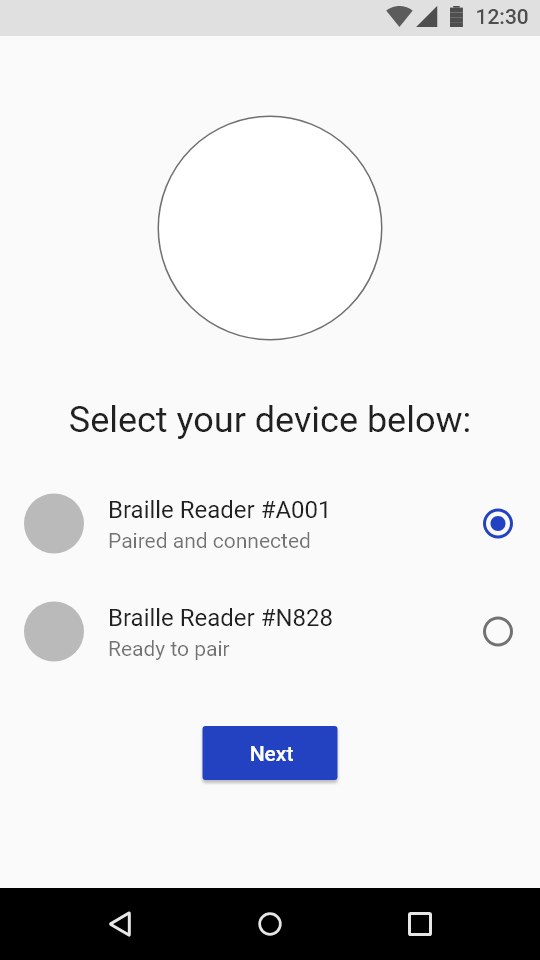 12:30
Select your device below:
Braille Reader #A001
Paired and connected
Braille Reader #N828
Ready to pair
Next